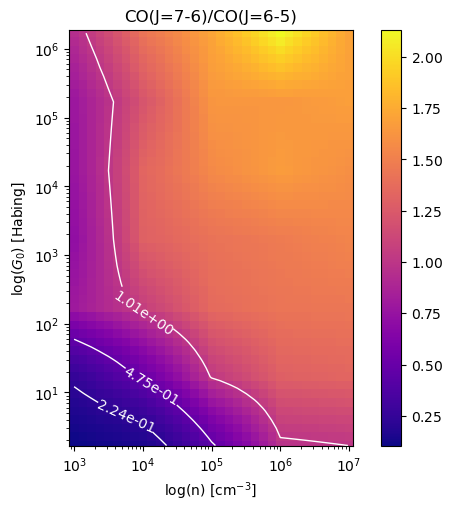 CO(J=7-6)/CO(J=6-5)
10⁶
10⁵
10⁴
10³
10²
10¹
log(G₀) [Habing]
1.01e+00
4.75e-01
2.24e-01
10³ 10⁴ 10⁵ 10⁶ 10⁷
log(n) [cm⁻³]
2.00
1.75
1.50
1.25
1.00
0.75
0.50
0.25